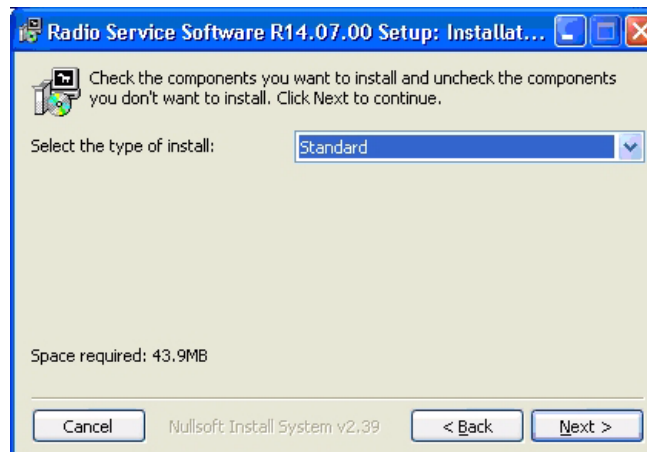 Radio Service Software R14.07.00 Setup: Installat...
Check the components you want to install and uncheck the components
you don't want to install. Click Next to continue.
Select the type of install:
Standard
Space required: 43.9MB
Cancel
Nullsoft Install System v2.39
< Back
Next >